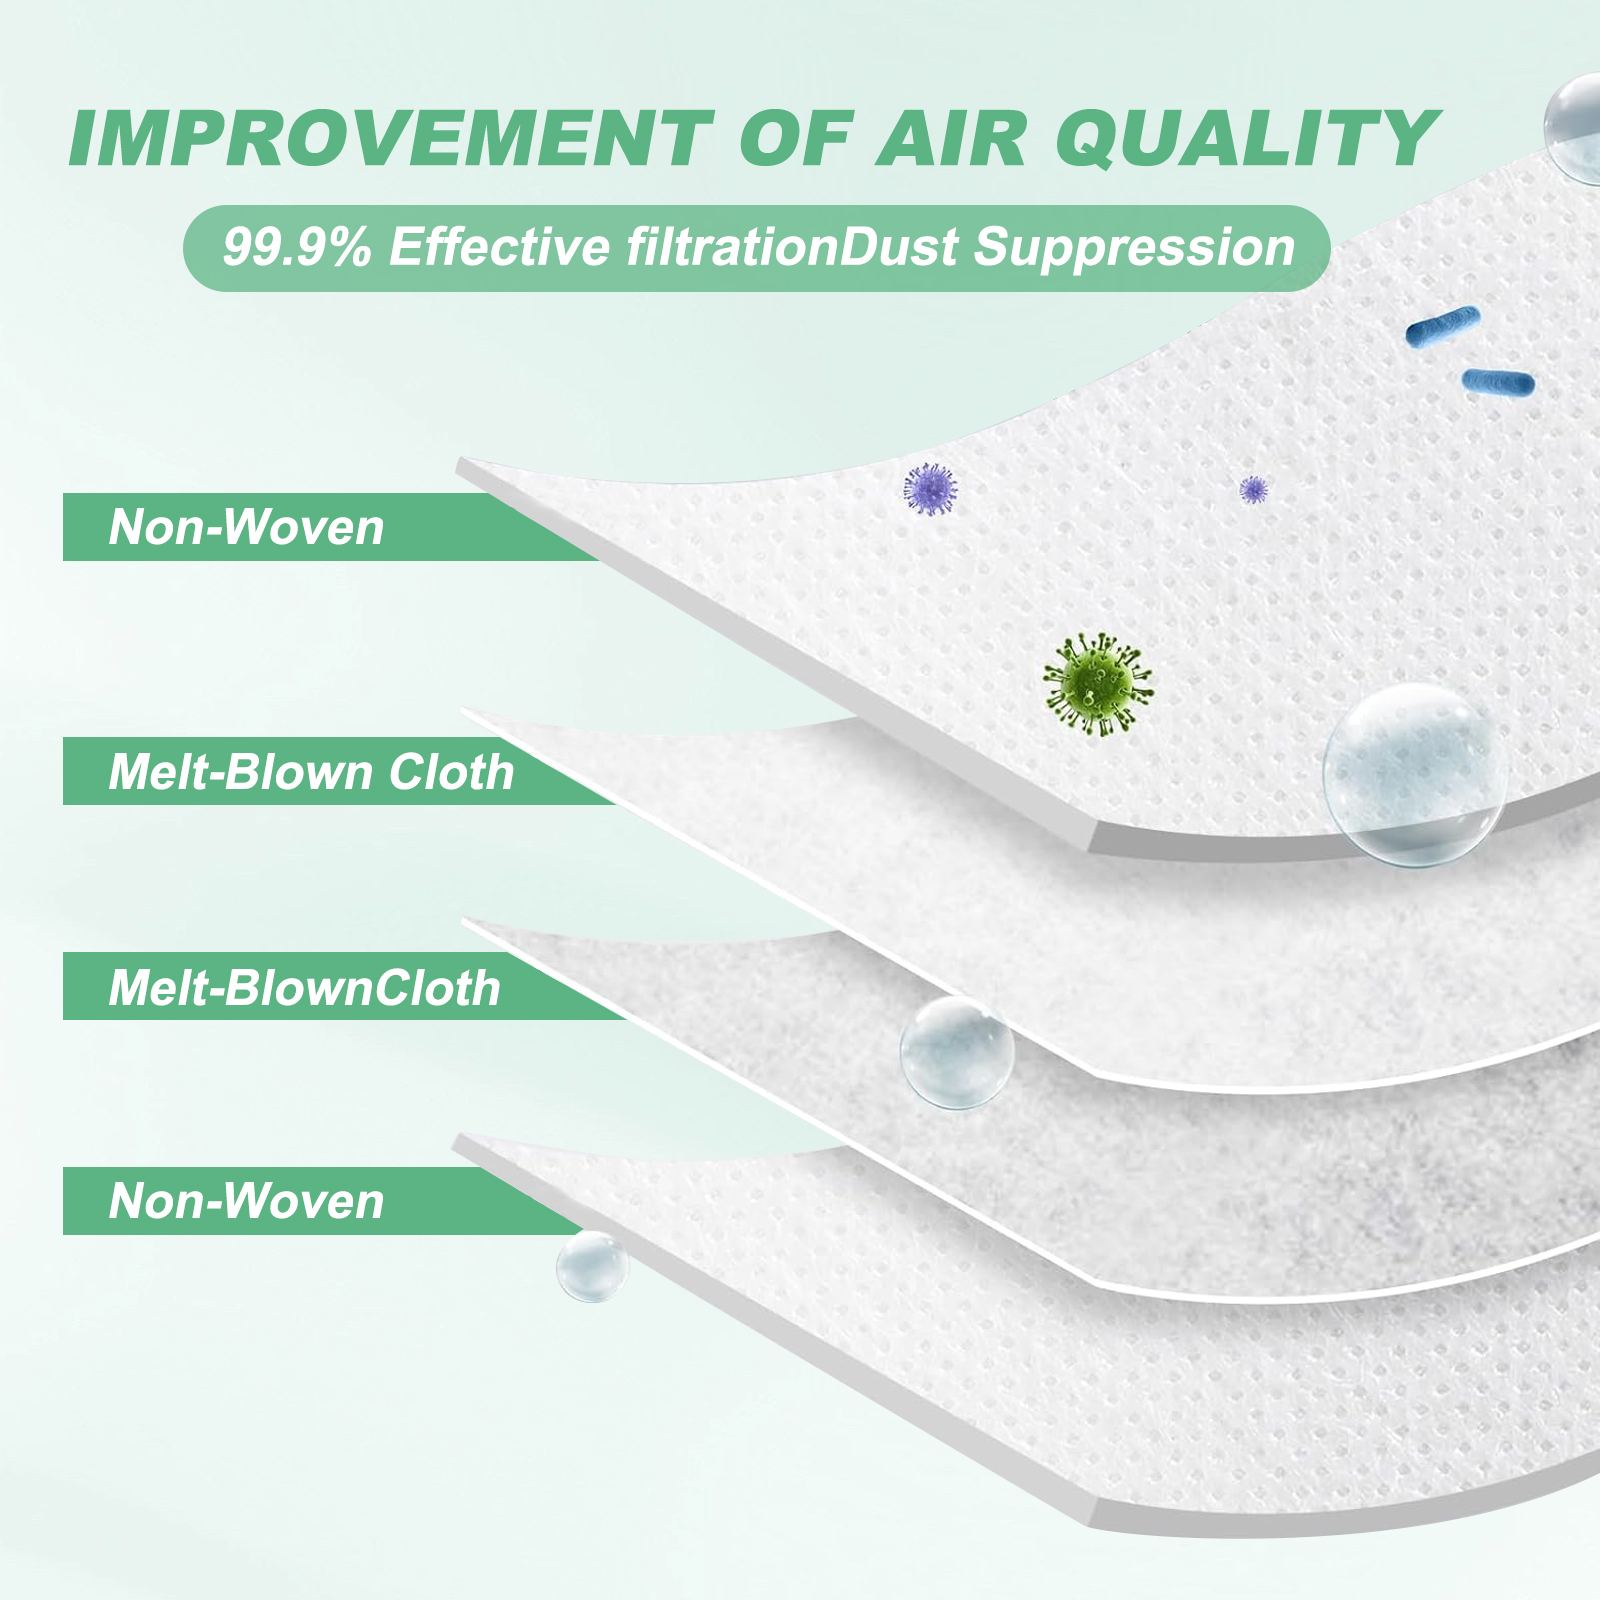 IMPROVEMENT OF AIR QUALITY
99.9% Effective filtrationDust Suppression
Non-Woven
Melt-Blown Cloth
Melt-BlownCloth
Non-Woven